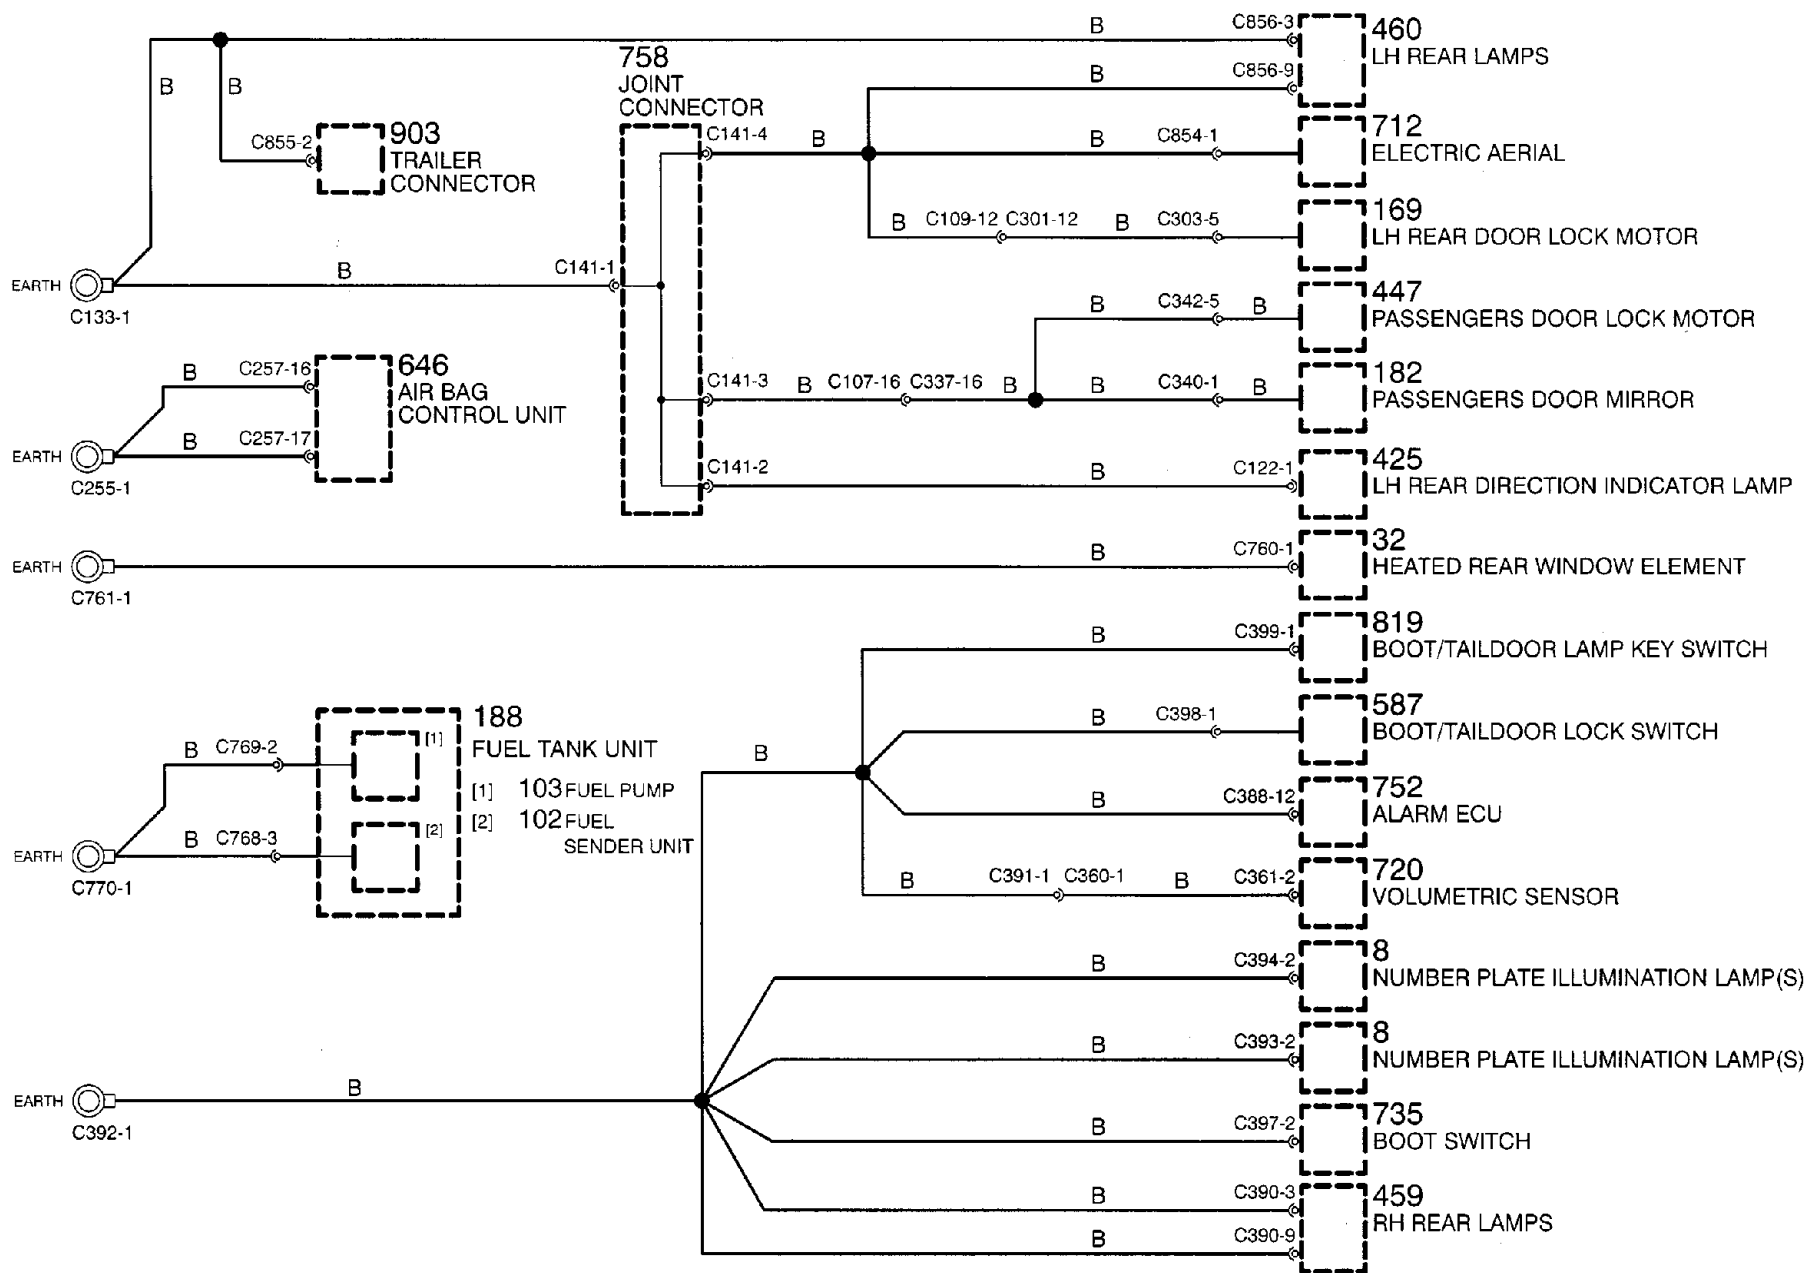 B
C856-3
460
LH REAR LAMPS
B
C856-9
B
B
758
JOINT
CONNECTOR
C855-2
903
TRAILER
CONNECTOR
C141-4
B
B
C854-1
712
ELECTRIC AERIAL
B
C109-12
C301-12
B
C303-5
169
LH REAR DOOR LOCK MOTOR
EARTH
C133-1
B
C141-1
B
C342-5
B
447
PASSENGERS DOOR LOCK MOTOR
B
C257-16
646
AIR BAG
CONTROL UNIT
C141-3
B
C107-16
C337-16
B
B
C340-1
B
182
PASSENGERS DOOR MIRROR
EARTH
C255-1
B
C257-17
C141-2
B
C122-1
425
LH REAR DIRECTION INDICATOR LAMP
EARTH
C761-1
B
C760-1
32
HEATED REAR WINDOW ELEMENT
B
C399-1
819
BOOT/TAILDOOR LAMP KEY SWITCH
B
C398-1
587
BOOT/TAILDOOR LOCK SWITCH
B
C769-2
[1]
188
FUEL TANK UNIT
[1] 103 FUEL PUMP
[2] 102 FUEL
SENDER UNIT
B
B
C388-12
752
ALARM ECU
EARTH
C770-1
B
C768-3
[2]
B
C391-1
C360-1
B
C361-2
720
VOLUMETRIC SENSOR
B
C394-2
8
NUMBER PLATE ILLUMINATION LAMP(S)
B
C393-2
8
NUMBER PLATE ILLUMINATION LAMP(S)
EARTH
C392-1
B
B
C397-2
735
BOOT SWITCH
B
C390-3
459
RH REAR LAMPS
B
C390-9